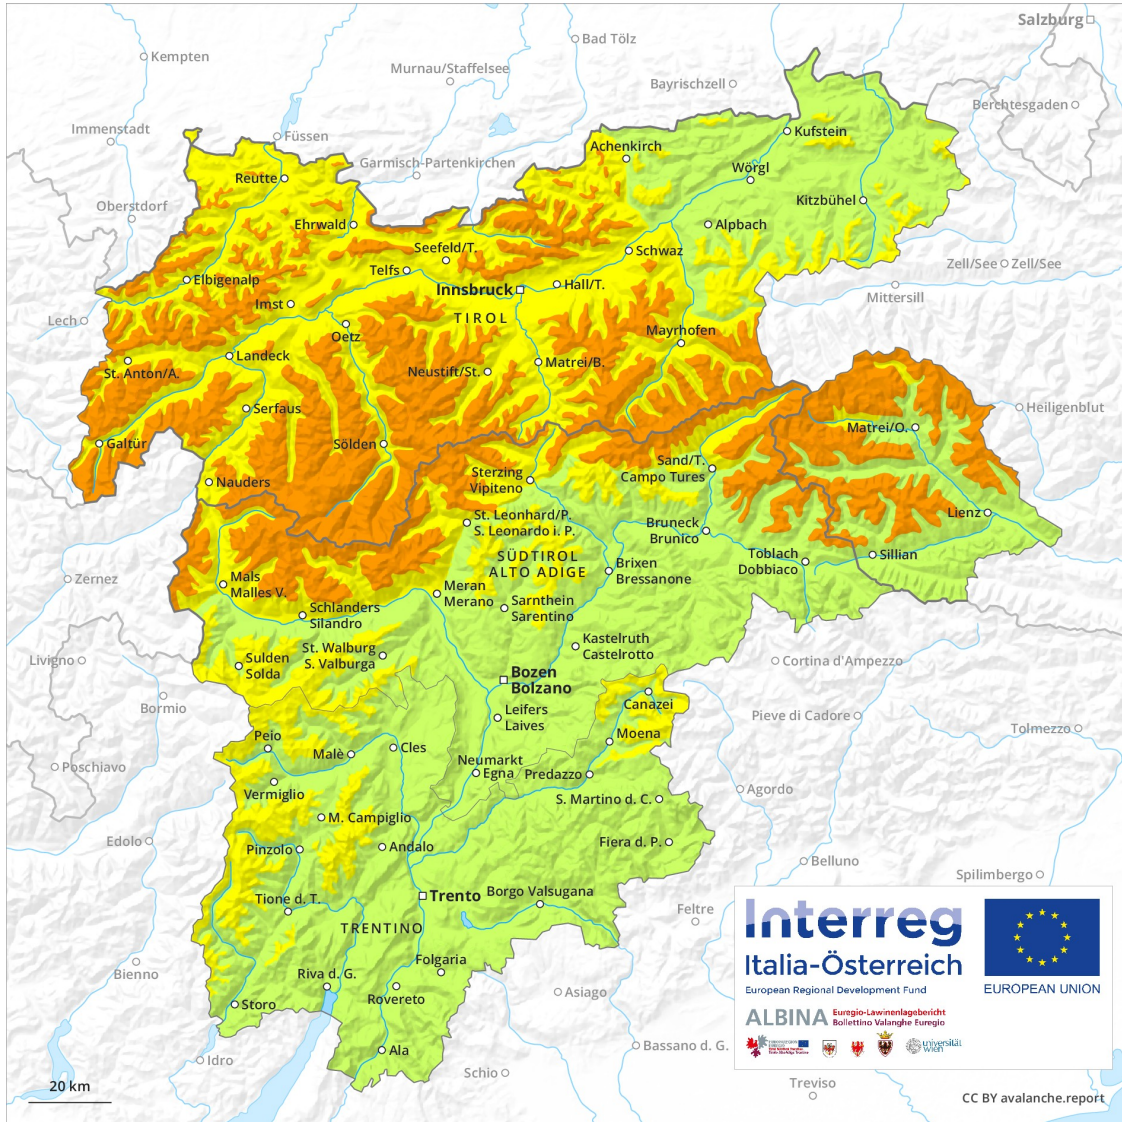 Salzburg
Bad Tölz
Kempten
Murnau/Staffelsee
Bayrischzell
Berchtesgaden
Immenstadt
Füssen
Kufstein
Achenkirch
Garmisch-Partenkirchen
Wörgl
Reutte
Oberstdorf
Kitzbühel
Ehrwald
Alpbach
Seefeld/T.
Schwaz
Telfs
Zell/See
Zell/See
Elbigenalp
Innsbruck
Hall/T.
Mittersill
Imst
TIROL
Lech
Oetz
Mayrhofen
Landeck
Matrei/B.
St. Anton/A.
Neustift/St.
Serfaus
Heiligenblut
Matrei/O.
Galtür
Sölden
Sand/T.
Campo Tures
Sterzing
Vipiteno
Nauders
Lienz
St. Leonhard/P.
S. Leonardo i. P.
Bruneck
Brunico
SÜDTIROL
ALTO ADIGE
Toblach
Dobbiaco
Sillian
Brixen
Bressanone
Zernez
Mals
Malles V.
Meran
Merano
Sarnthein
Sarentino
Schlanders
Silandro
Kastelruth
Castelrotto
St. Walburg
S. Valburga
Livigno
Sulden
Solda
Cortina d'Ampezzo
Bozen
Bolzano
Bormio
Canazei
Leifers
Laives
Pieve di Cadore
Tolmezzo
Peio
Moena
Malè
Cles
Neumarkt
Egna
Predazzo
Poschiavo
Vermiglio
Agordo
S. Martino d. C.
M. Campiglio
Edolo
Pinzolo
Andalo
Fiera d. P.
Belluno
Spilimbergo
Trento
Borgo Valsugana
Tione d. T.
Feltre
TRENTINO
Interreg
Italia-Österreich
European Regional Development Fund
EUROPEAN UNION
Bienno
Folgaria
Riva d. G.
Rovereto
Asiago
Storo
ALBINA
Euregio-Lawinenlagebericht
Bollettino Valanghe Euregio
universität
wien
Ala
Idro
Schio
Bassano d. G.
Treviso
20 km
CC BY avalanche.report